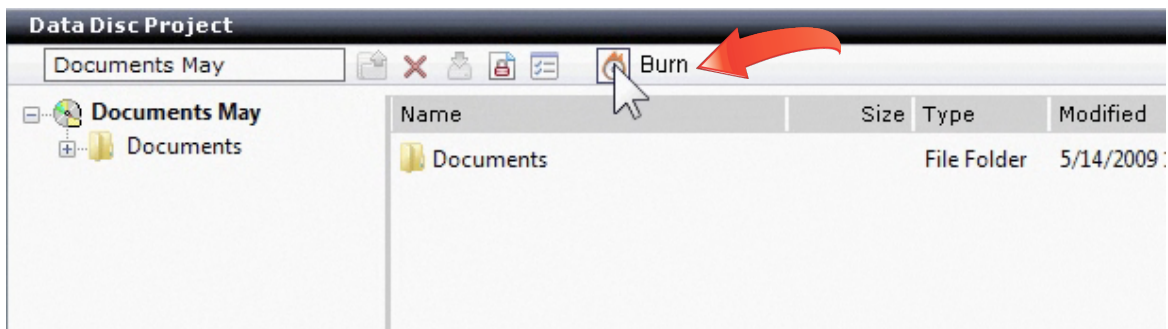 Data Disc Project
Documents May
Burn
Documents May
Documents
Name Size Type Modified
Documents File Folder 5/14/2009